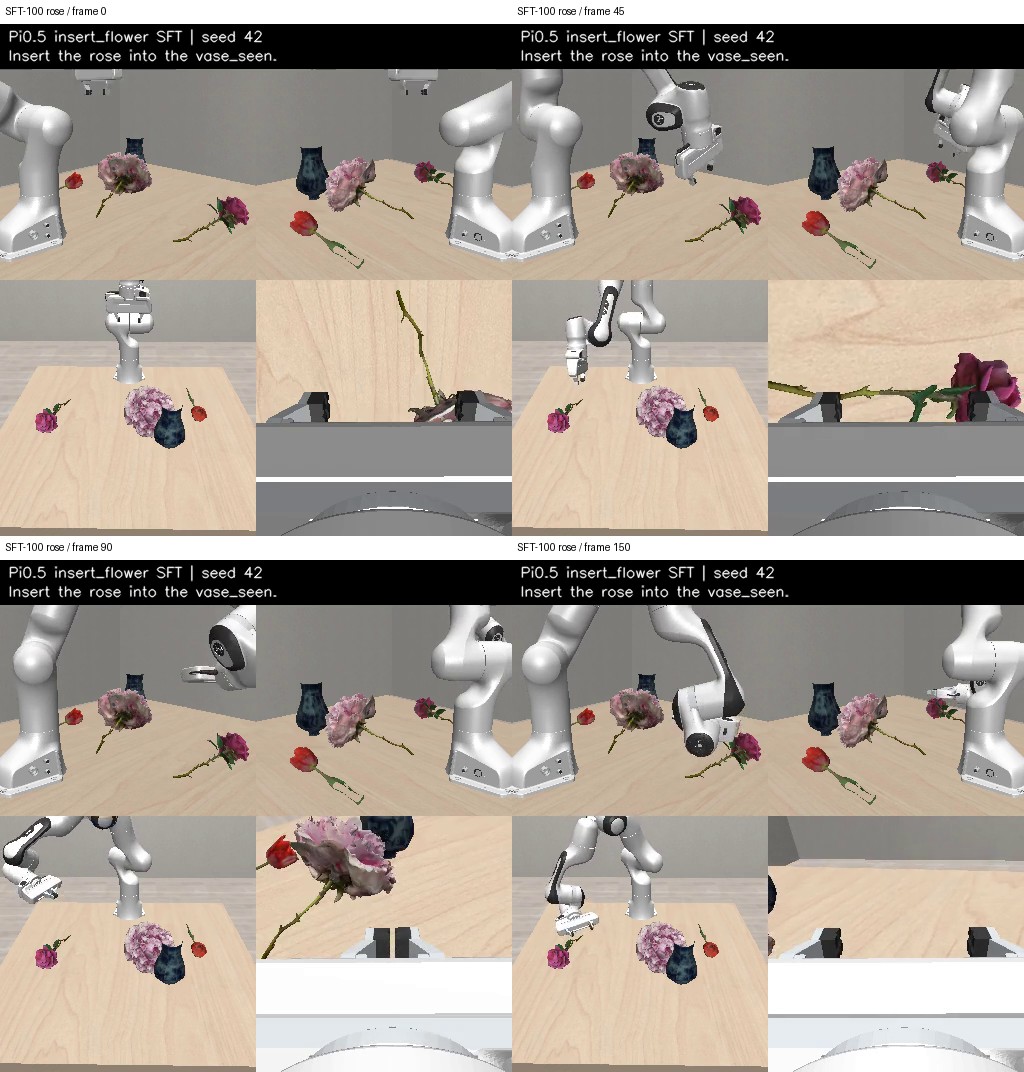 SFT-100 rose / frame 0
SFT-100 rose / frame 45
Pi0.5 insert_flower SFT | seed 42
Insert the rose into the vase_seen.
Pi0.5 insert_flower SFT | seed 42
Insert the rose into the vase_seen.
SFT-100 rose / frame 90
SFT-100 rose / frame 150
Pi0.5 insert_flower SFT | seed 42
Insert the rose into the vase_seen.
Pi0.5 insert_flower SFT | seed 42
Insert the rose into the vase_seen.